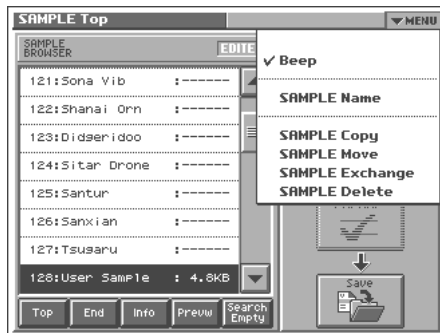 SAMPLE Top
▼MENU
SAMPLE
BROWSER
EDITE
✓ Beep
SAMPLE Name
SAMPLE Copy
SAMPLE Move
SAMPLE Exchange
SAMPLE Delete
121:Sona Vib :------
122:Shanai Orn :------
123:Didgeridoo :------
124:Sitar Drone :------
125:Santur :------
126:Sanxian :------
127:Tsugaru :------
128:User Sample : 4.8KB
Top
End
Info
Prevw
Search
Empty
Save